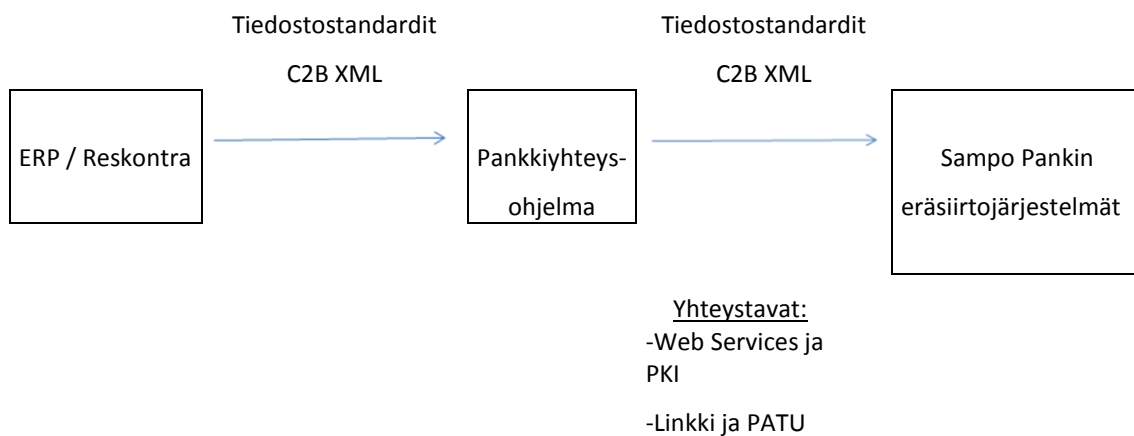 Tiedostostandardit
C2B XML
Tiedostostandardit
C2B XML
ERP / Reskontra
Pankkiyhteys-
ohjelma
Sampo Pankin
eräsiirtojärjestelmät
Yhteystavat:
-Web Services ja
PKI
-Linkki ja PATU